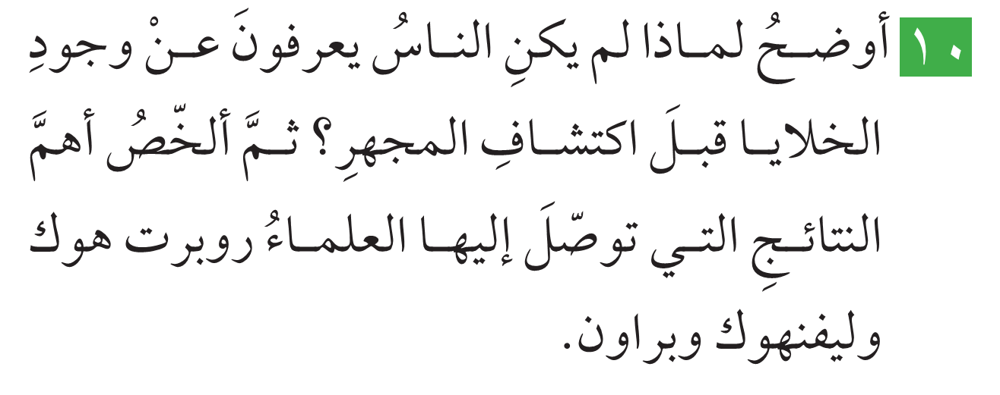 ١٠ أوضحُ لماذا لم يكنِ الناسُ يعرفونَ عنْ وجودِ
الخلايا قبلَ اكتشافِ المجهرِ؟ ثمَّ ألخّصُ أهمَّ
النتائجِ التي توصّلَ إليها العلماءُ روبرت هوك
وليفنهوك وبراون.